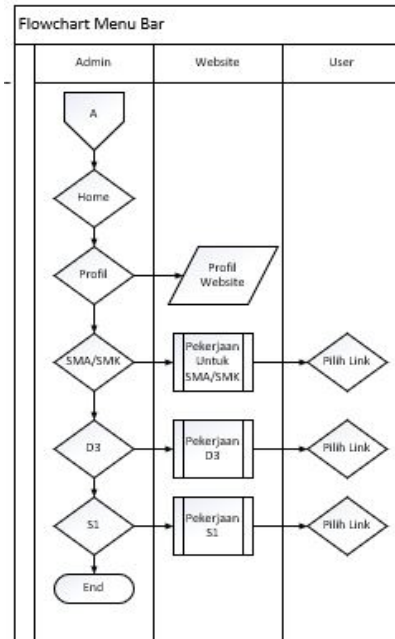 Flowchart Menu Bar
Admin
Website
User
A
Home
Profil
Profil
Website
SMA/SMK
Pekerjaan
Untuk
SMA/SMK
Pilih Link
D3
Pekerjaan
D3
Pilih Link
S1
Pekerjaan
S1
Pilih Link
End